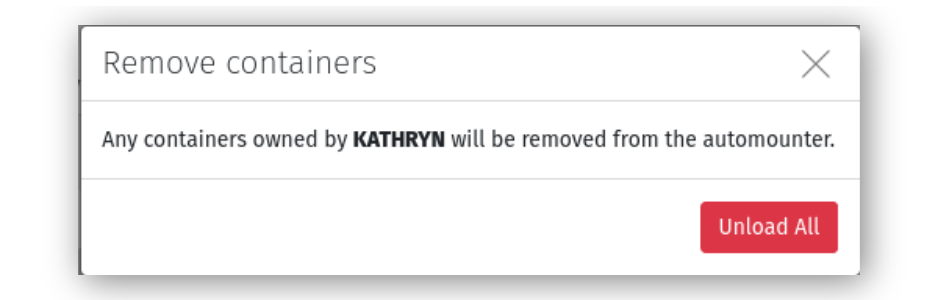 Remove containers
Any containers owned by KATHRYN will be removed from the automounter.
Unload All